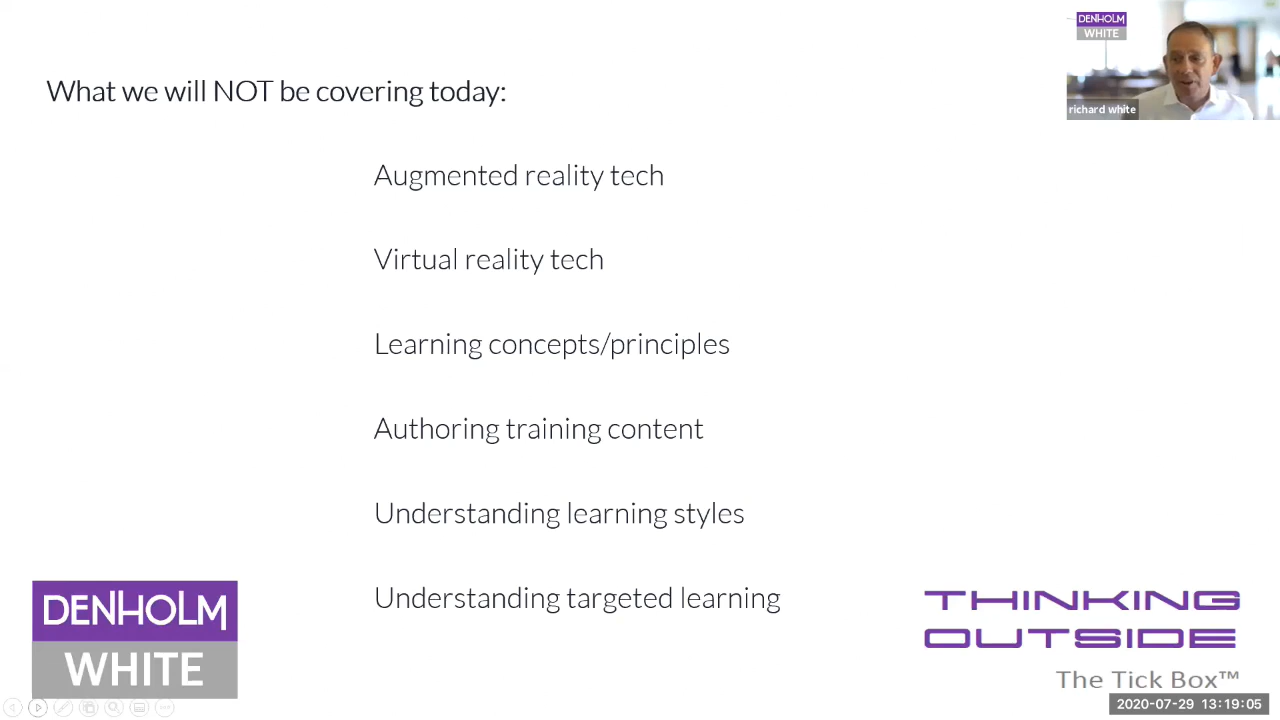 DENHOLM
WHITE
richard white
What we will NOT be covering today:
Augmented reality tech
Virtual reality tech
Learning concepts/principles
Authoring training content
Understanding learning styles
Understanding targeted learning
DENHOLM
WHITE
THINKING
OUTSIDE
The Tick Box™
2020-07-29 13:19:05